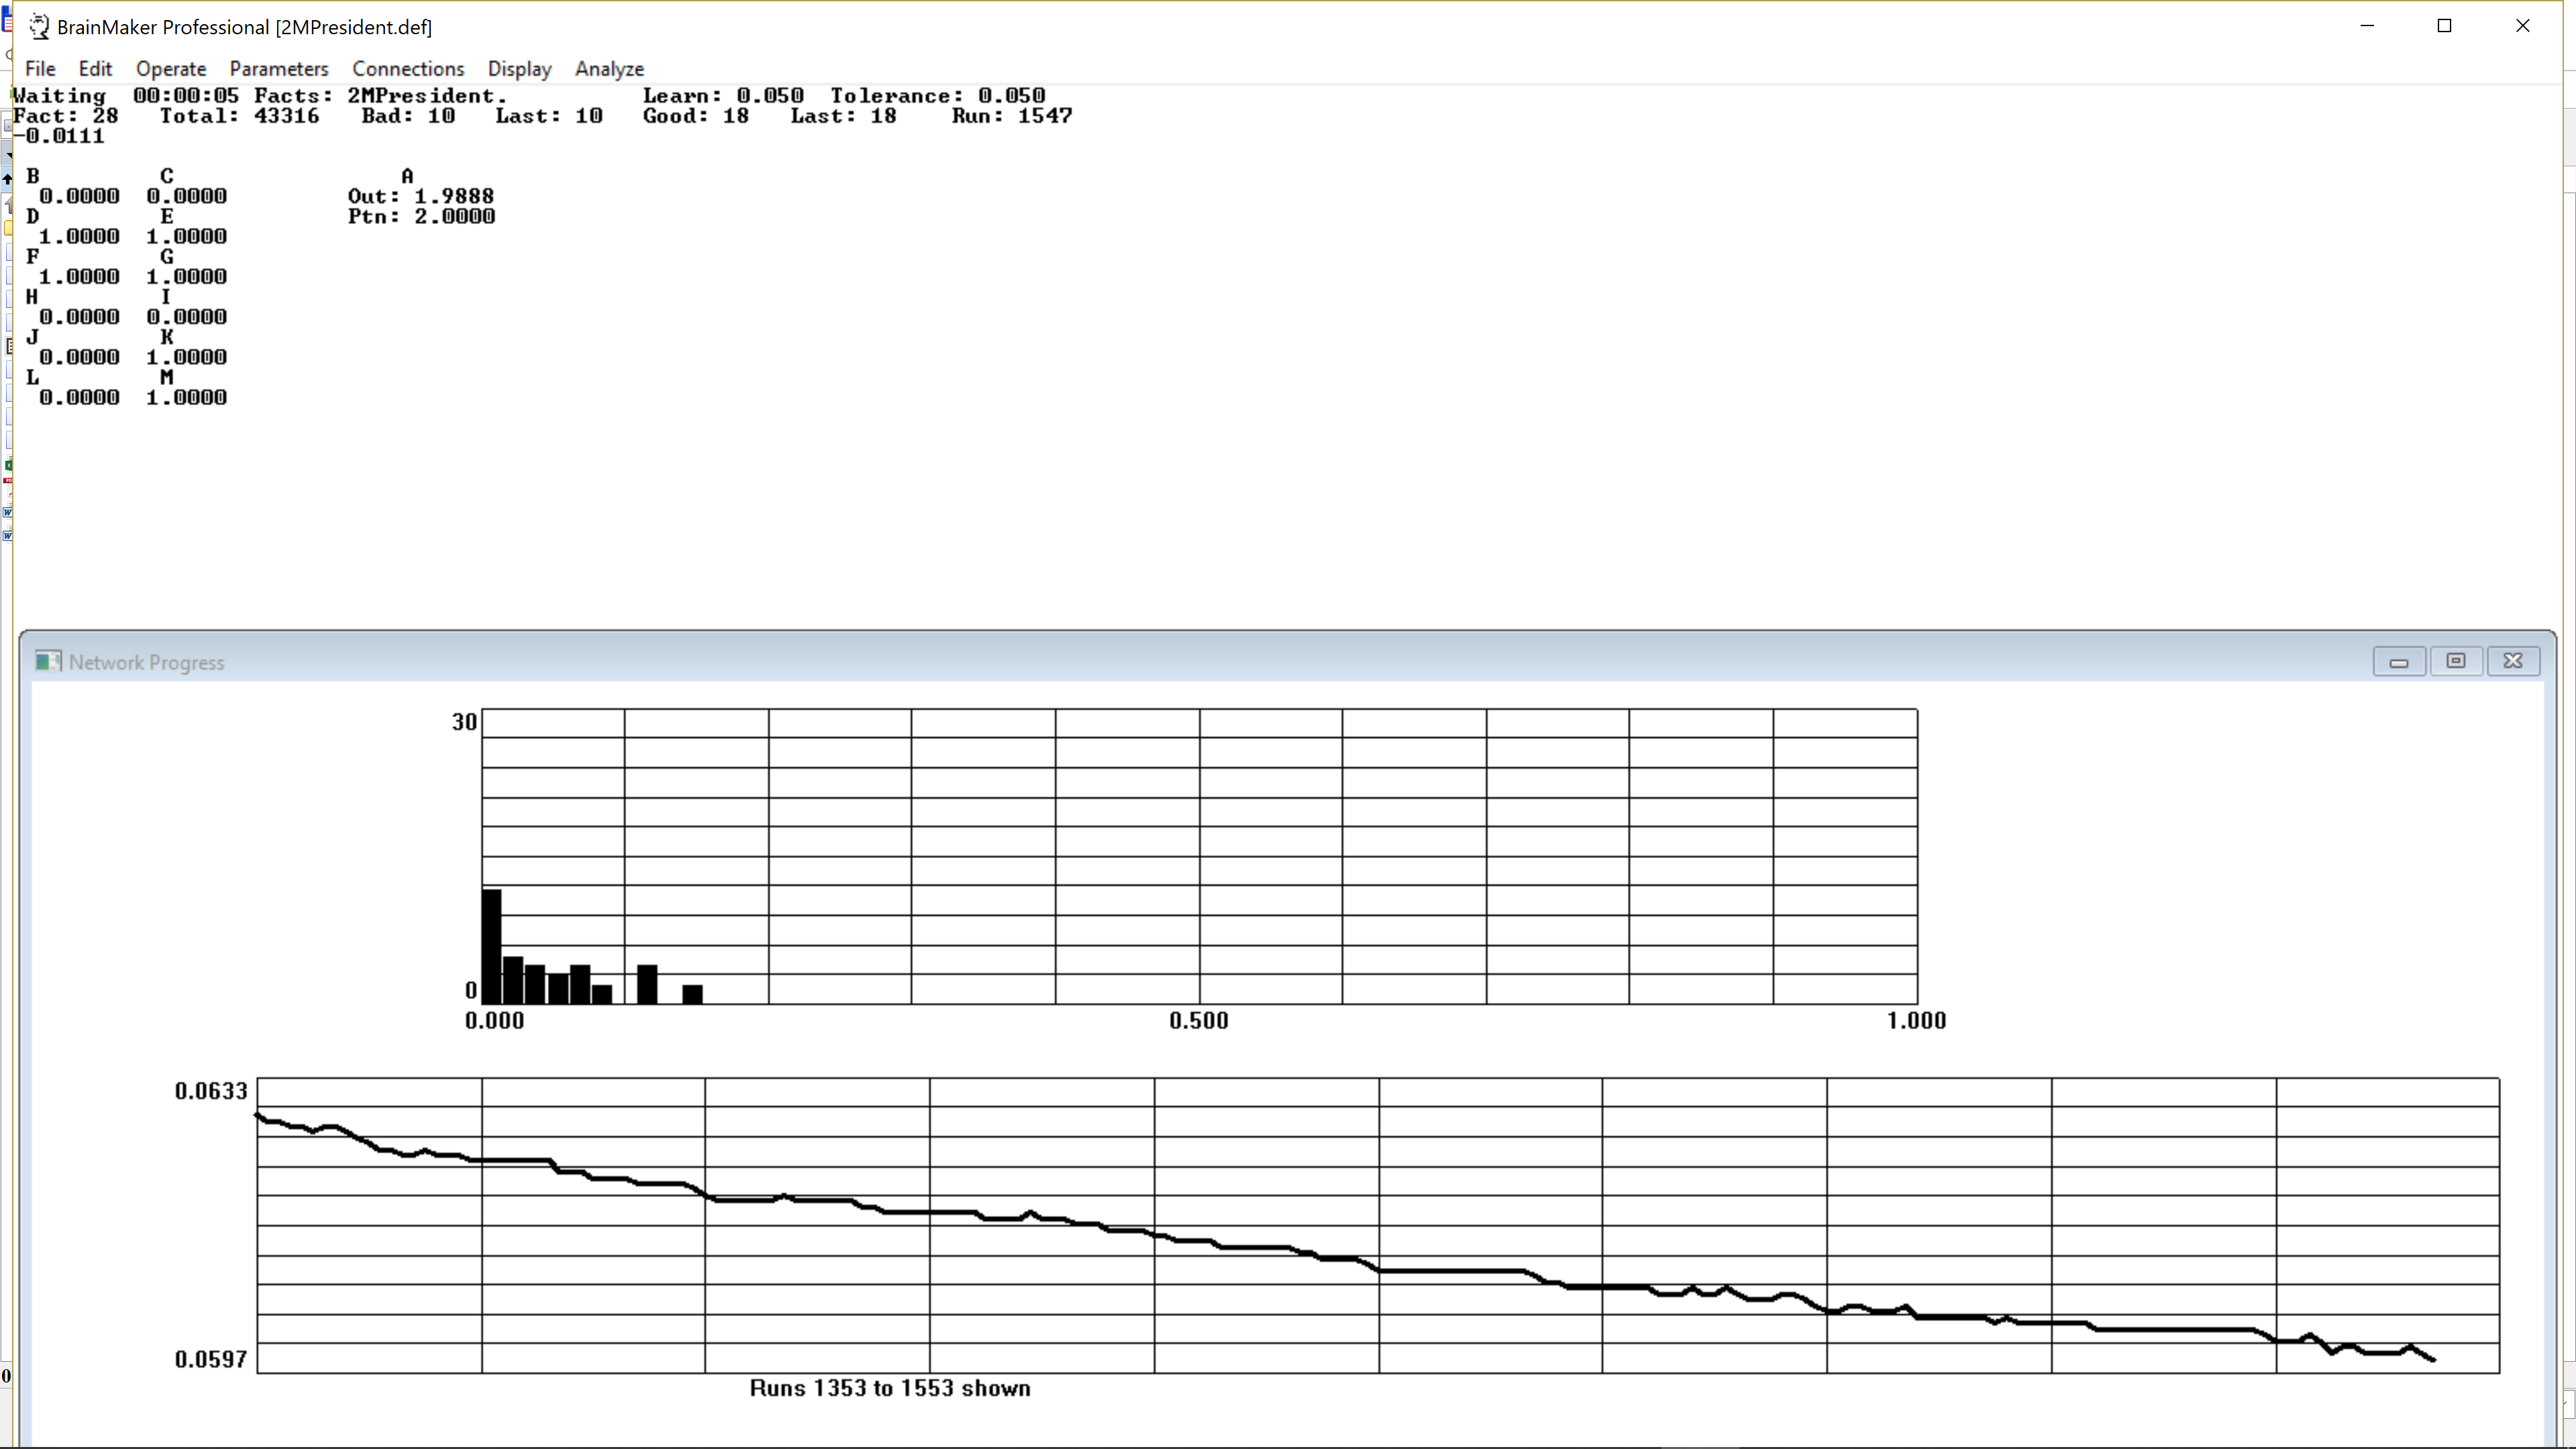 BrainMaker Professional [2MPresident.def]
File Edit Operate Parameters Connections Display Analyze
Waiting 00:00:05 Facts: 2MPresident. Learn: 0.050 Tolerance: 0.050
Fact: 28 Total: 43316 Bad: 10 Last: 10 Good: 18 Last: 18 Run: 1547
-0.0111
B C A
0.0000 0.0000 Out: 1.9888
D E Ptn: 2.0000
1.0000 1.0000
F G
1.0000 1.0000
H I
0.0000 0.0000
J K
0.0000 1.0000
L M
0.0000 1.0000
Network Progress
30
0
0.000 0.500 1.000
0.0633
0.0597
Runs 1353 to 1553 shown